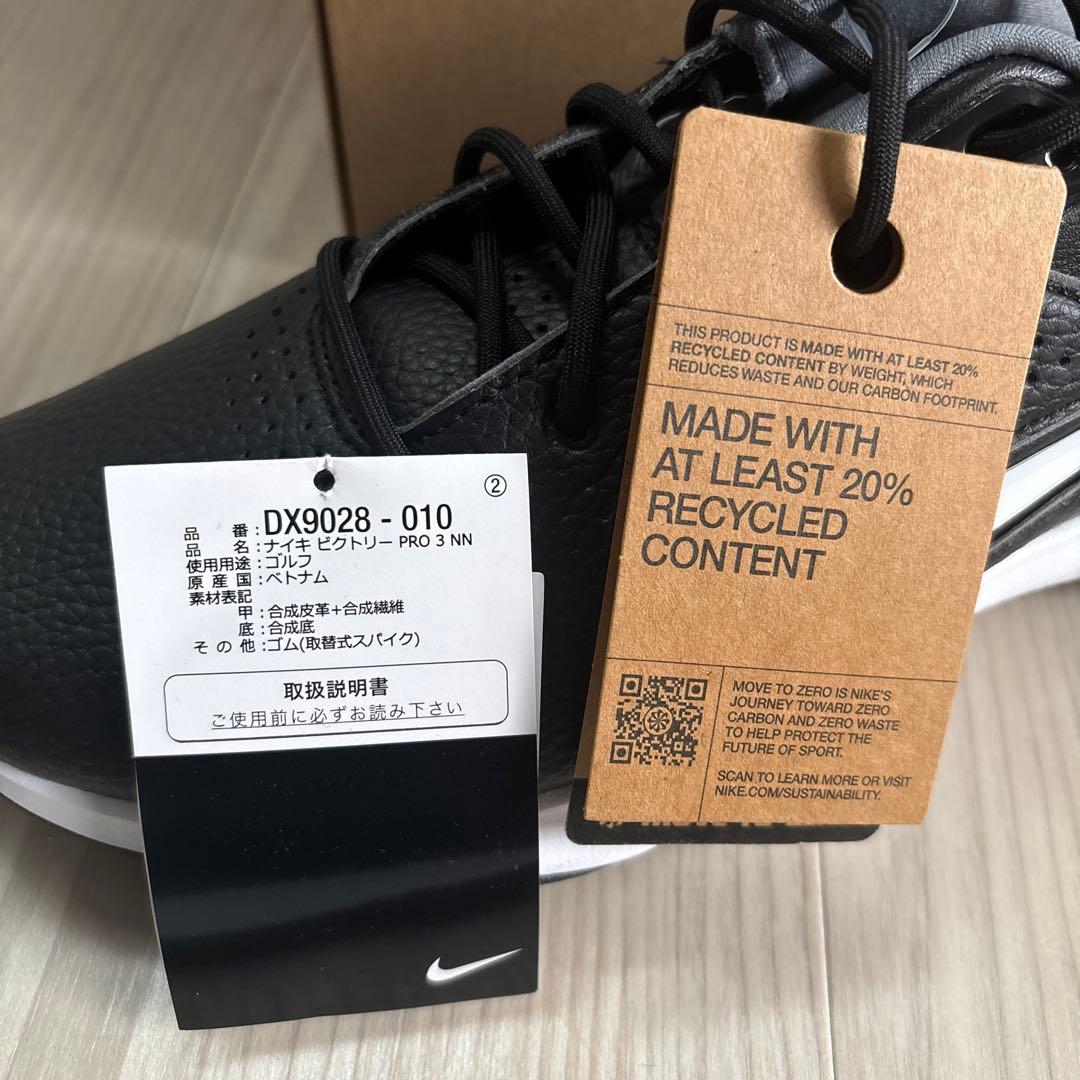 ②
品番:DX9028 - 010
品名:ナイキ ビクトリー PRO 3 NN
使用用途:ゴルフ
原産国:ベトナム
素材表記
甲:合成皮革+合成繊維
底:合成底
その他:ゴム(取替式スパイク)
取扱説明書
ご使用前に必ずお読み下さい
THIS PRODUCT IS MADE WITH AT LEAST 20%
RECYCLED CONTENT BY WEIGHT, WHICH
REDUCES WASTE AND OUR CARBON FOOTPRINT.
MADE WITH
AT LEAST 20%
RECYCLED
CONTENT
MOVE TO ZERO IS NIKE'S
JOURNEY TOWARD ZERO
CARBON AND ZERO WASTE
TO HELP PROTECT THE
FUTURE OF SPORT.
SCAN TO LEARN MORE OR VISIT
NIKE.COM/SUSTAINABILITY.